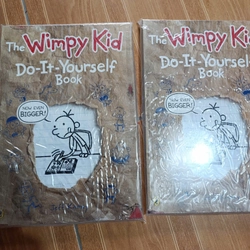 The Wimpy Kid
Do-It-Yourself
Book
NOW EVEN
BIGGER!
The Wimpy Kid
Do-It-Yourself
Book
NOW EVEN
BIGGER!